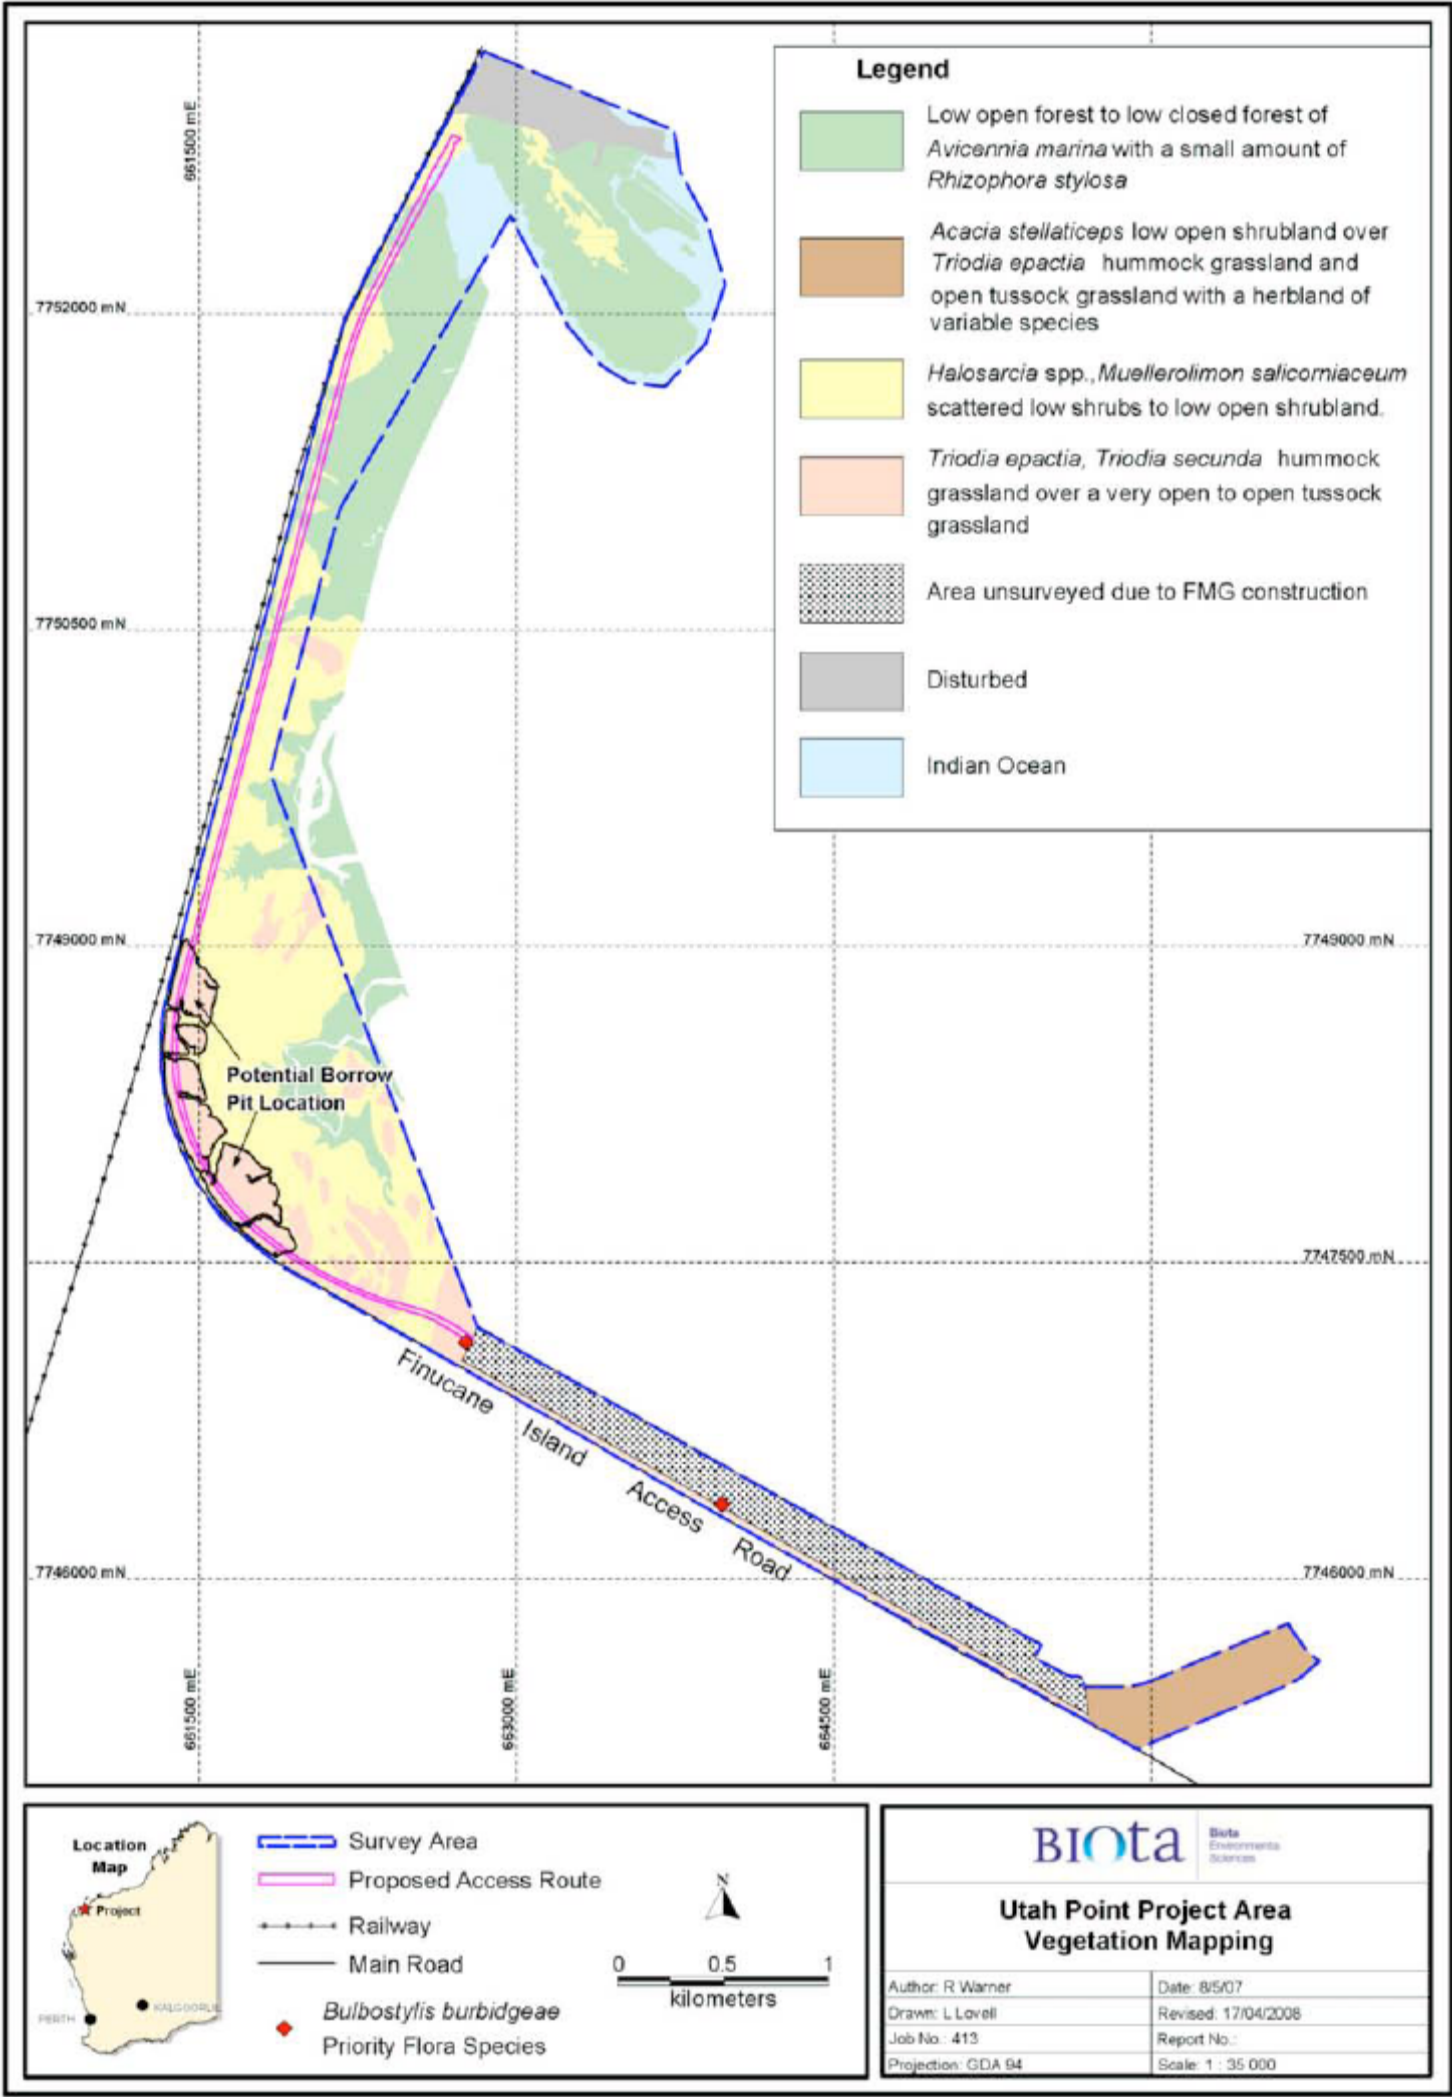 Legend
Low open forest to low closed forest of
Avicennia marina with a small amount of
Rhizophora stylosa
Acacia stellaticeps low open shrubland over
Triodia epactia hummock grassland and
open tussock grassland with a herbland of
variable species
Halosarcia spp., Muellerolimon salicorniaceum
scattered low shrubs to low open shrubland.
Triodia epactia, Triodia secunda hummock
grassland over a very open to open tussock
grassland
Area unsurveyed due to FMG construction
Disturbed
Indian Ocean
661500 mE
7752000 mN
7750500 mN
7749000 mN
7749000 mN
Potential Borrow
Pit Location
7747500 mN
Finucane Island Access Road
7746000 mN
7746000 mN
661500 mE
663000 mE
664500 mE
Location
Map
Project
PERTH
KALGOORLIE
Survey Area
Proposed Access Route
Railway
Main Road
Bulbostylis burbidgeae
Priority Flora Species
N
0 0.5 1
kilometers
BIOta
Biota
Environmental
Sciences
Utah Point Project Area
Vegetation Mapping
Author: R Warner
Date: 8/5/07
Drawn: L Lovell
Revised: 17/04/2008
Job No.: 413
Report No.:
Projection: GDA 94
Scale: 1 : 35 000